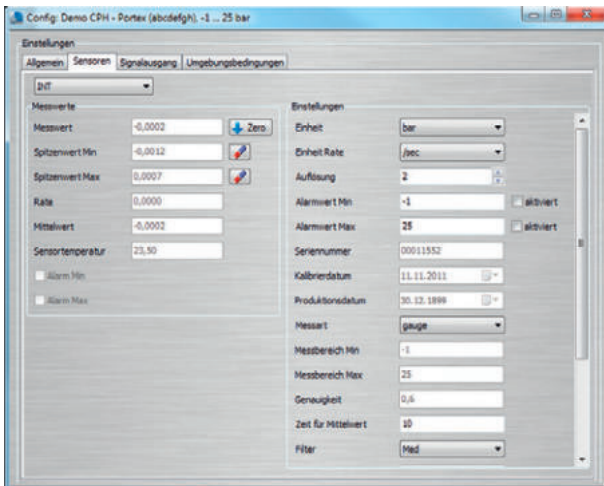 Config: Demo CPH - Portex (abcdefgh), -1 ... 25 bar
Einstellungen
Allgemein Sensoren Signalausgang Umgebungsbedingungen
INT
Messwerte
Messwert -0,0002 Zero
Spitzenwert Min -0,0012
Spitzenwert Max 0,0007
Rate 0,0000
Mittelwert -0,0002
Sensortemperatur 23,50
Alarm Min
Alarm Max
Einstellungen
Einheit bar
Einheit Rate /sec
Auflösung 2
Alarmwert Min -1 aktiviert
Alarmwert Max 25 aktiviert
Seriennummer 00011552
Kalibrierdatum 11.11.2011
Produktionsdatum 30.12.1899
Messart gauge
Messbereich Min -1
Messbereich Max 25
Genauigkeit 0,6
Zeit für Mittelwert 10
Filter Med